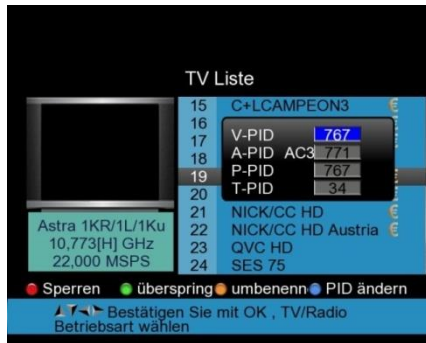 TV Liste
15 C+LCAMPEON3 €
16
17
18
19
20
V-PID 767
A-PID AC3 771
P-PID 767
T-PID 34
21 NICK/CC HD
22 NICK/CC HD Austria €
23 QVC HD
24 SES 75
Astra 1KR/1L/1Ku
10,773[H] GHz
22,000 MSPS
Sperren überspring umbenenn PID ändern
Bestätigen Sie mit OK , TV/Radio
Betriebsart wählen